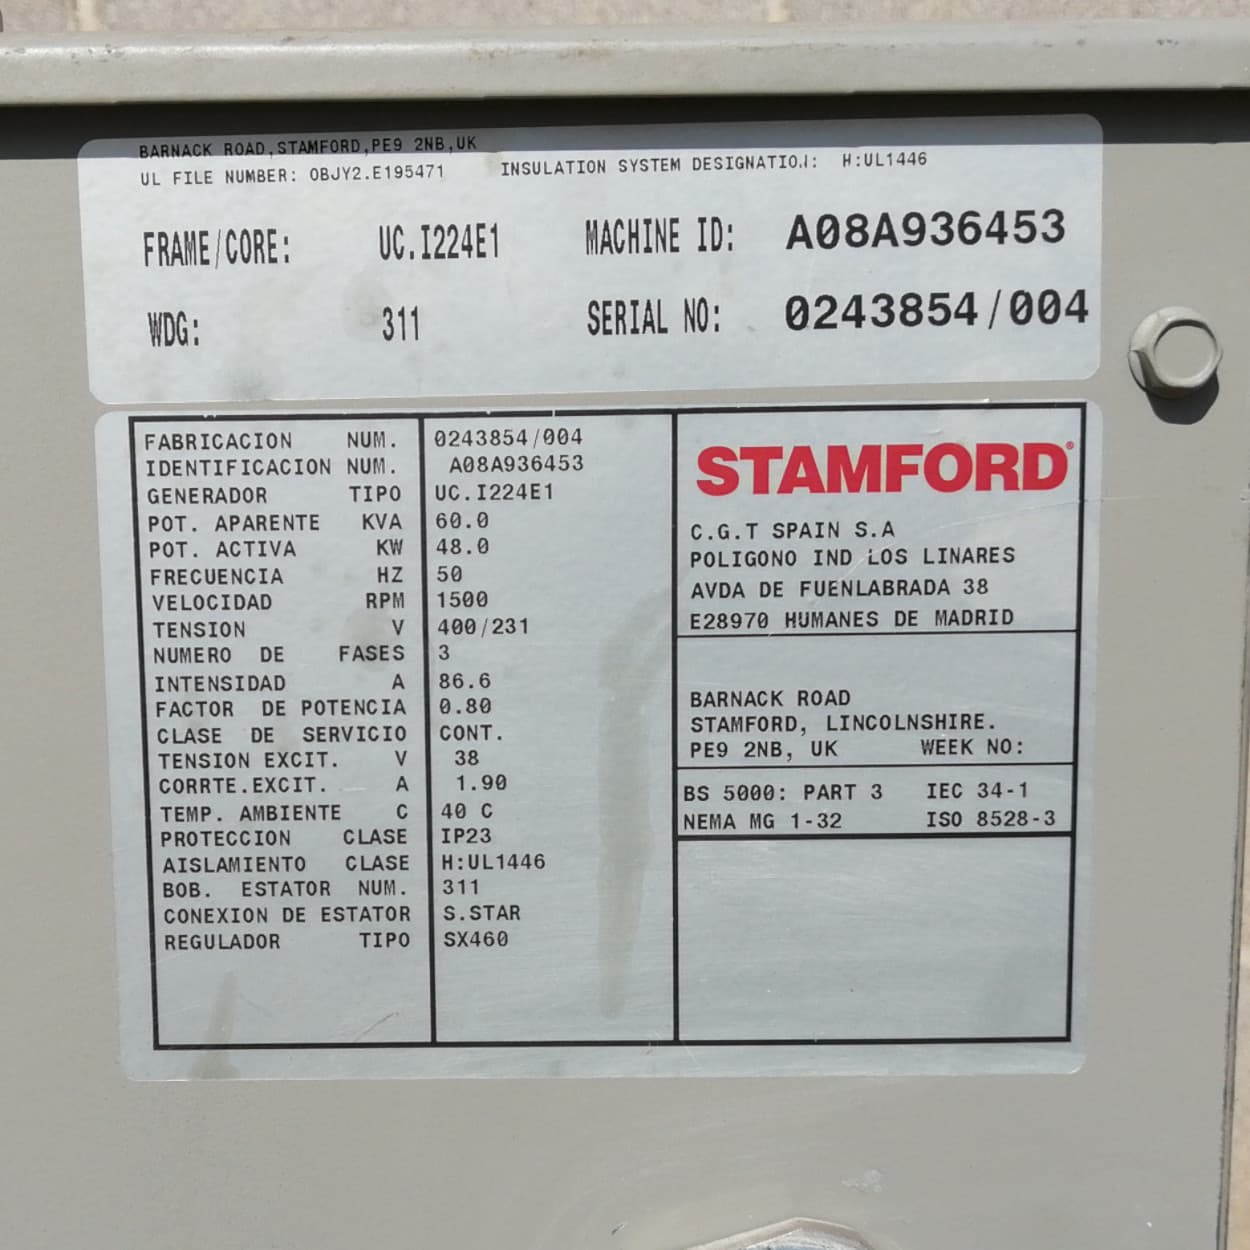 BARNACK ROAD,STAMFORD,PE9 2NB,UK
UL FILE NUMBER: OBJY2.E195471 INSULATION SYSTEM DESIGNATION: H:UL1446
FRAME/CORE: UC.I224E1 MACHINE ID: A08A936453
WDG: 311 SERIAL NO: 0243854/004
FABRICACION NUM. 0243854/004
IDENTIFICACION NUM. A08A936453
GENERADOR TIPO UC.I224E1
POT. APARENTE KVA 60.0
POT. ACTIVA KW 48.0
FRECUENCIA HZ 50
VELOCIDAD RPM 1500
TENSION V 400/231
NUMERO DE FASES 3
INTENSIDAD A 86.6
FACTOR DE POTENCIA 0.80
CLASE DE SERVICIO CONT.
TENSION EXCIT. V 38
CORRTE.EXCIT. A 1.90
TEMP. AMBIENTE C 40 C
PROTECCION CLASE IP23
AISLAMIENTO CLASE H:UL1446
BOB. ESTATOR NUM. 311
CONEXION DE ESTATOR S.STAR
REGULADOR TIPO SX460
STAMFORD®
C.G.T SPAIN S.A
POLIGONO IND LOS LINARES
AVDA DE FUENLABRADA 38
E28970 HUMANES DE MADRID
BARNACK ROAD
STAMFORD, LINCOLNSHIRE.
PE9 2NB, UK WEEK NO:
BS 5000: PART 3 IEC 34-1
NEMA MG 1-32 ISO 8528-3